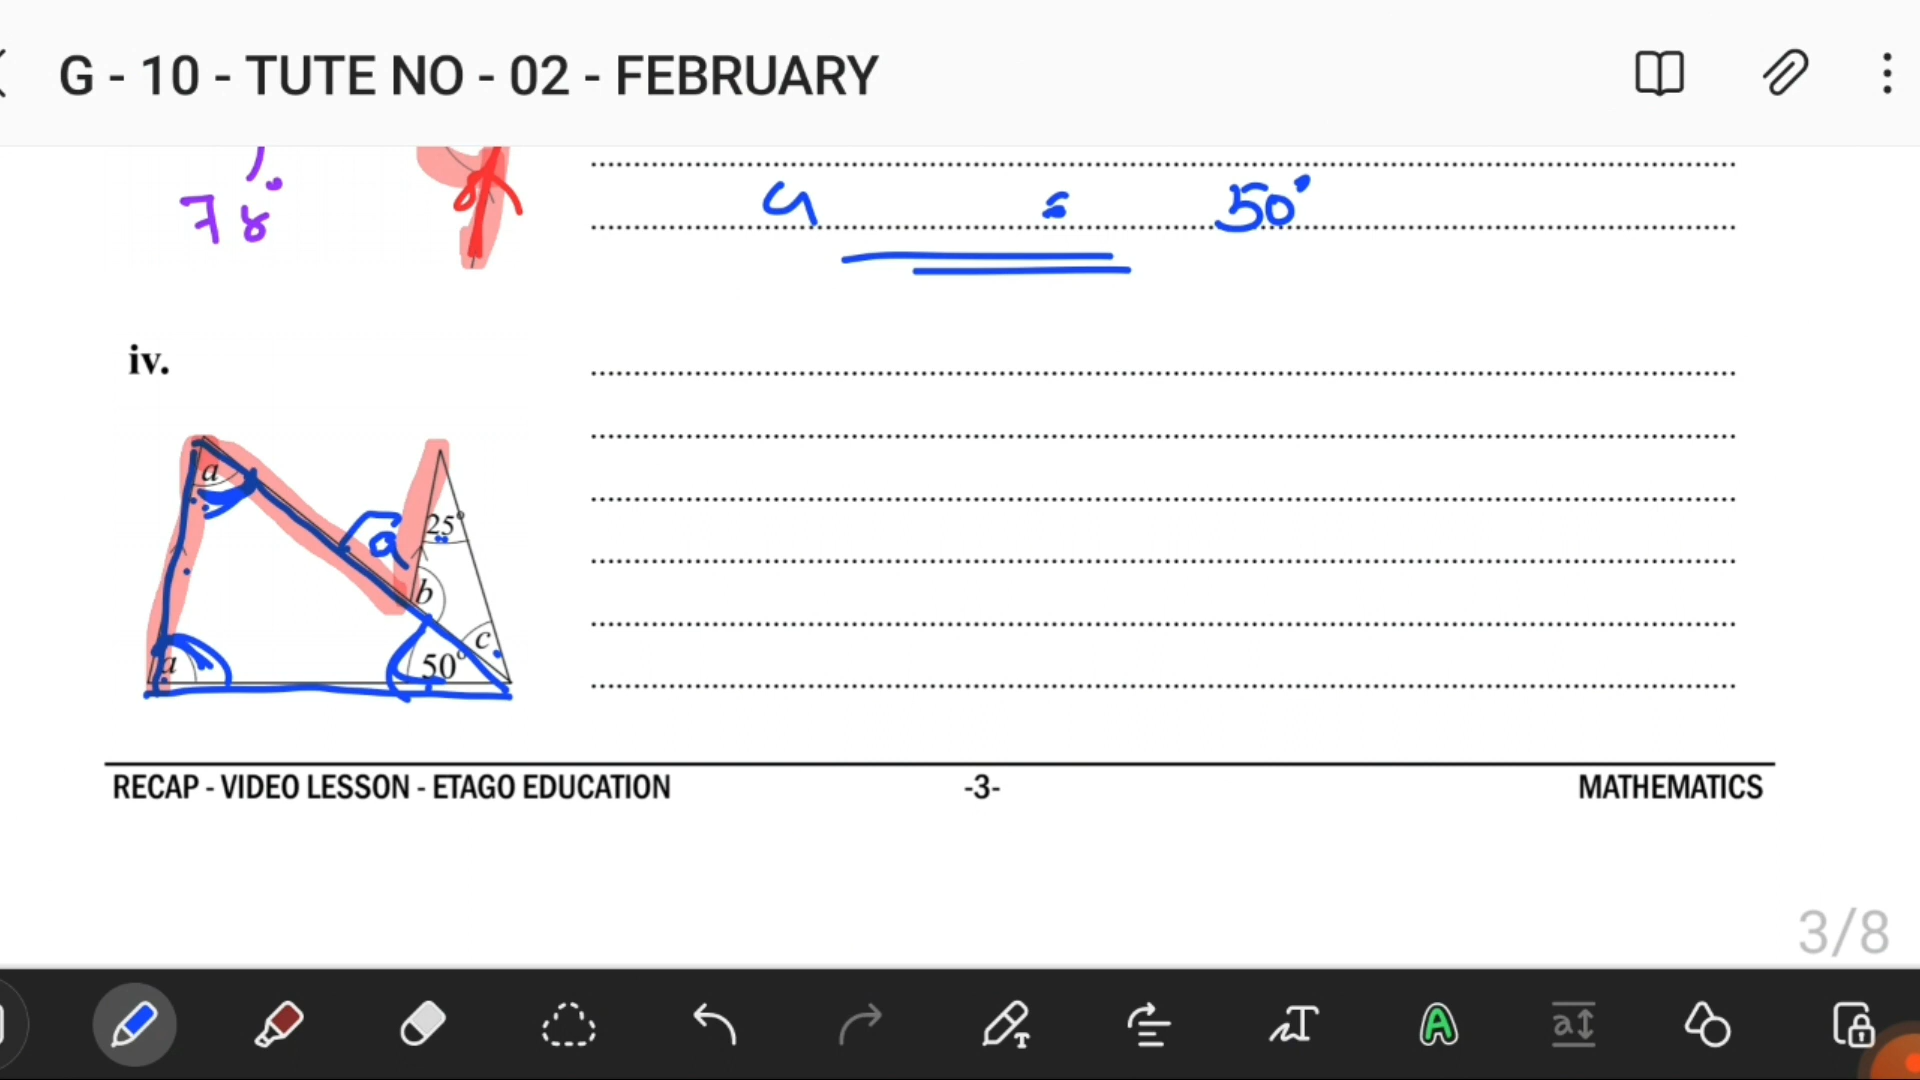 G - 10 - TUTE NO - 02 - FEBRUARY
78
a = 50°
iv.
a
a
25°
b
c
a
50°
RECAP - VIDEO LESSON - ETAGO EDUCATION
-3-
MATHEMATICS
3/8
T
T
A
a